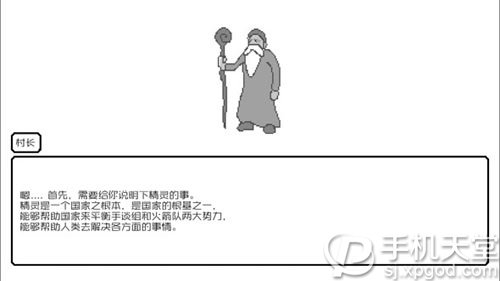 村长
嗯.... 首先，需要给你说明下精灵的事。
精灵是一个国家之根本，是国家的根基之一，
能够帮助国家来平衡手谈组和火箭队两大势力，
能够帮助人类去解决各方面的事情。
手机天堂
sj.xpgod.com